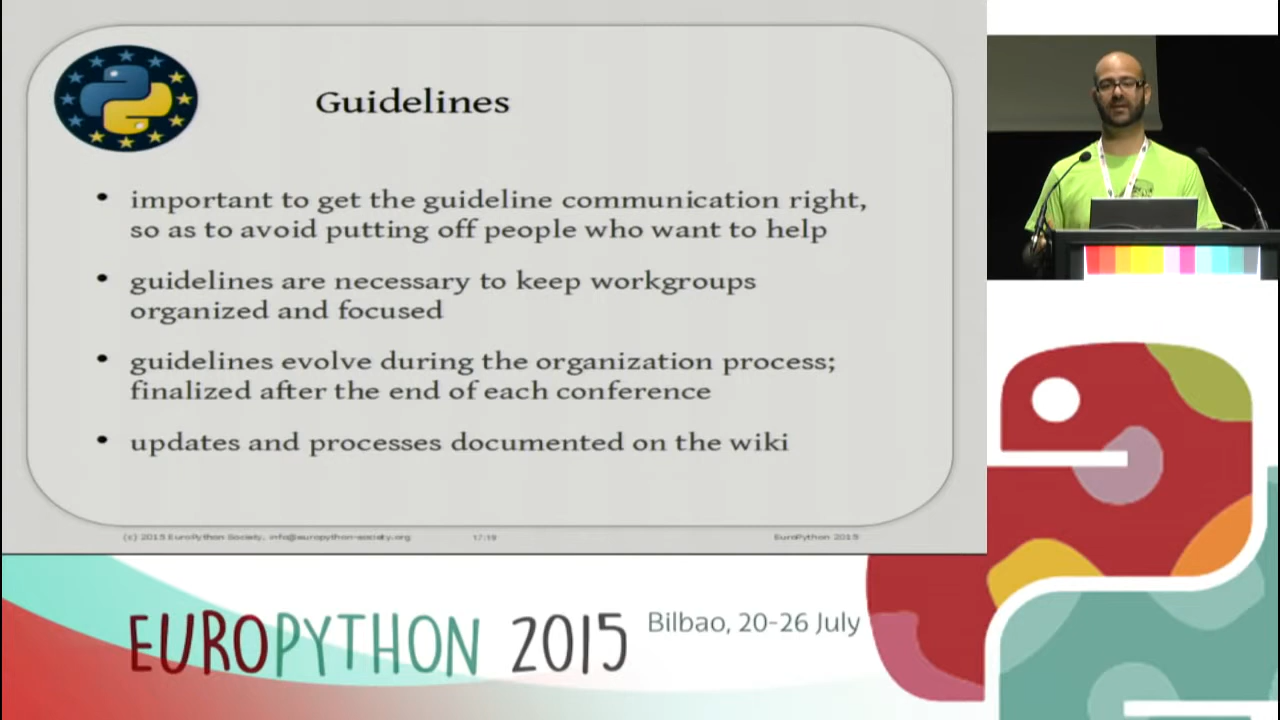 Guidelines
• important to get the guideline communication right,
so as to avoid putting off people who want to help
• guidelines are necessary to keep workgroups
organized and focused
• guidelines evolve during the organization process;
finalized after the end of each conference
• updates and processes documented on the wiki
(c) 2015 EuroPython Society, info@europython-society.org
17:19
EuroPython 2015
EUROPYTHON 2015
Bilbao, 20-26 July